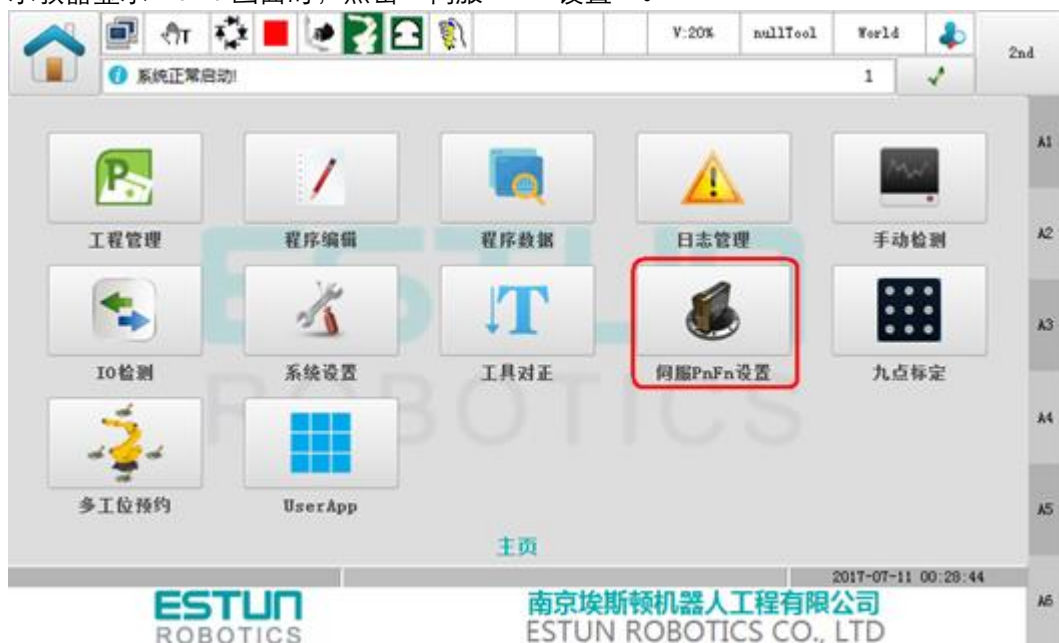 V:20% nullTool World 2nd
系统正常启动! 1
A1
工程管理 程序编辑 程序数据 日志管理 手动检测
A2
A3
IO检测 系统设置 工具对正 伺服PnFn设置 九点标定
A4
多工位预约 UserApp
A5
主页
2017-07-11 00:28:44
A6
ESTUN
ROBOTICS
南京埃斯顿机器人工程有限公司
ESTUN ROBOTICS CO., LTD